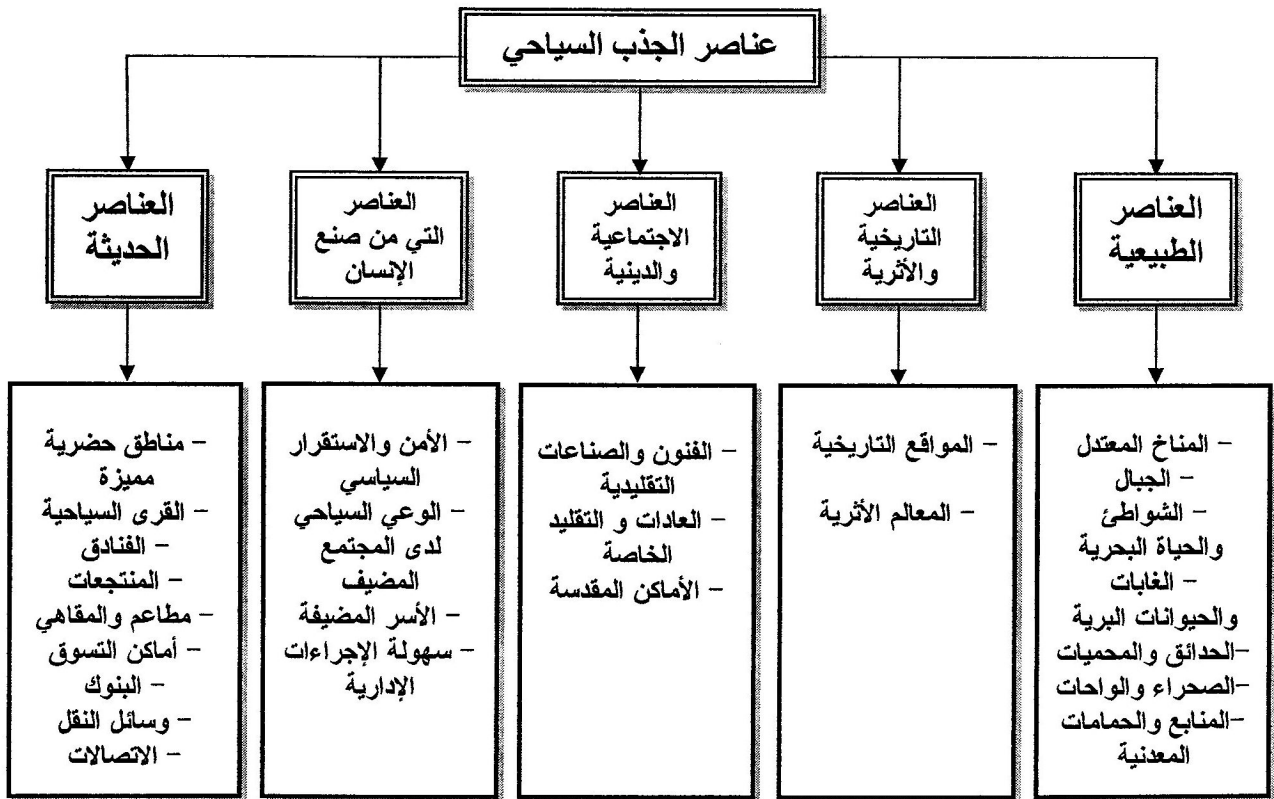 عناصر الجذب السياحي
العناصر
الطبيعية
العناصر
التاريخية
والأثرية
العناصر
الاجتماعية
والدينية
العناصر
التي من صنع
الإنسان
العناصر
الحديثة
– المناخ المعتدل
– الجبال
– الشواطئ
والحياة البحرية
– الغابات
والحيوانات البرية
–الحدائق والمحميات
–الصحراء والواحات
–المنابع والحمامات
المعدنية
– المواقع التاريخية
– المعالم الأثرية
– الفنون والصناعات
التقليدية
– العادات و التقليد
الخاصة
– الأماكن المقدسة
– الأمن والاستقرار
السياسي
– الوعي السياحي
لدى المجتمع
المضيف
– الأسر المضيفة
– سهولة الإجراءات
الإدارية
– مناطق حضرية
مميزة
– القرى السياحية
– الفنادق
– المنتجعات
– مطاعم والمقاهي
– أماكن التسوق
– البنوك
– وسائل النقل
– الاتصالات